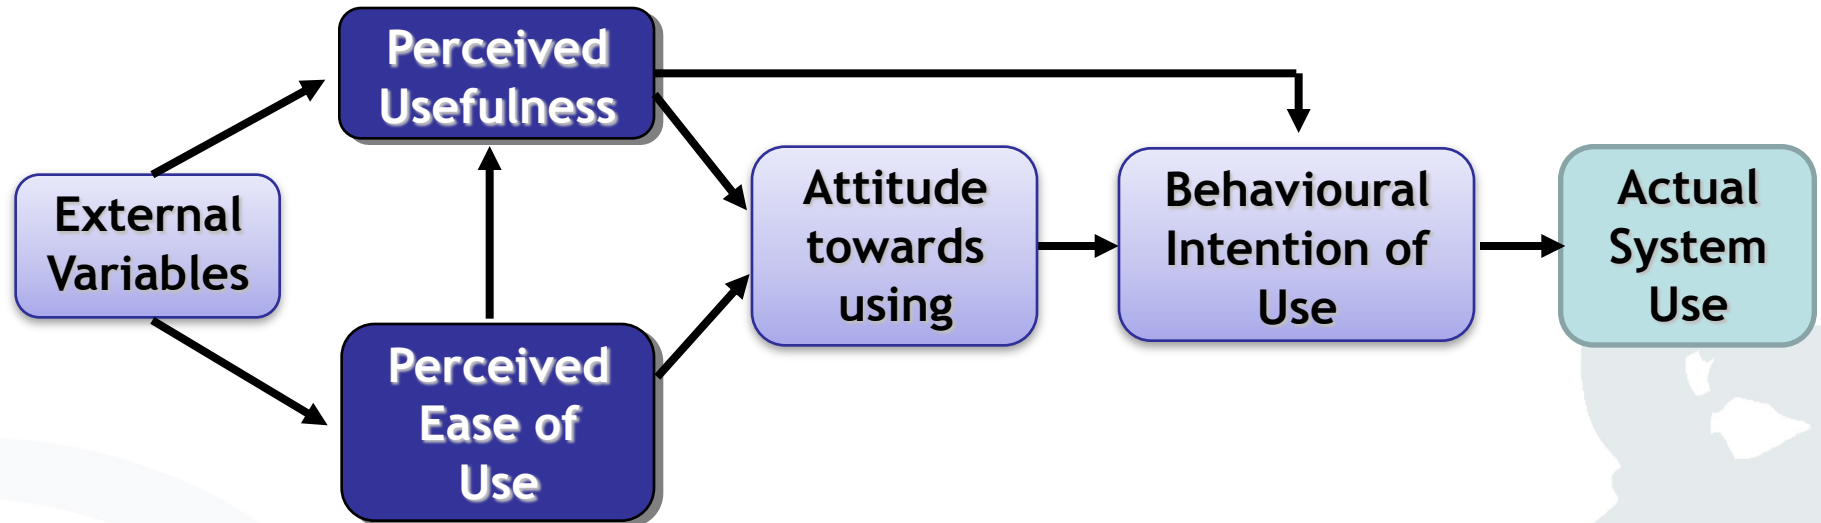 Perceived
Usefulness
External
Variables
Perceived
Ease of
Use
Attitude
towards
using
Behavioural
Intention of
Use
Actual
System
Use